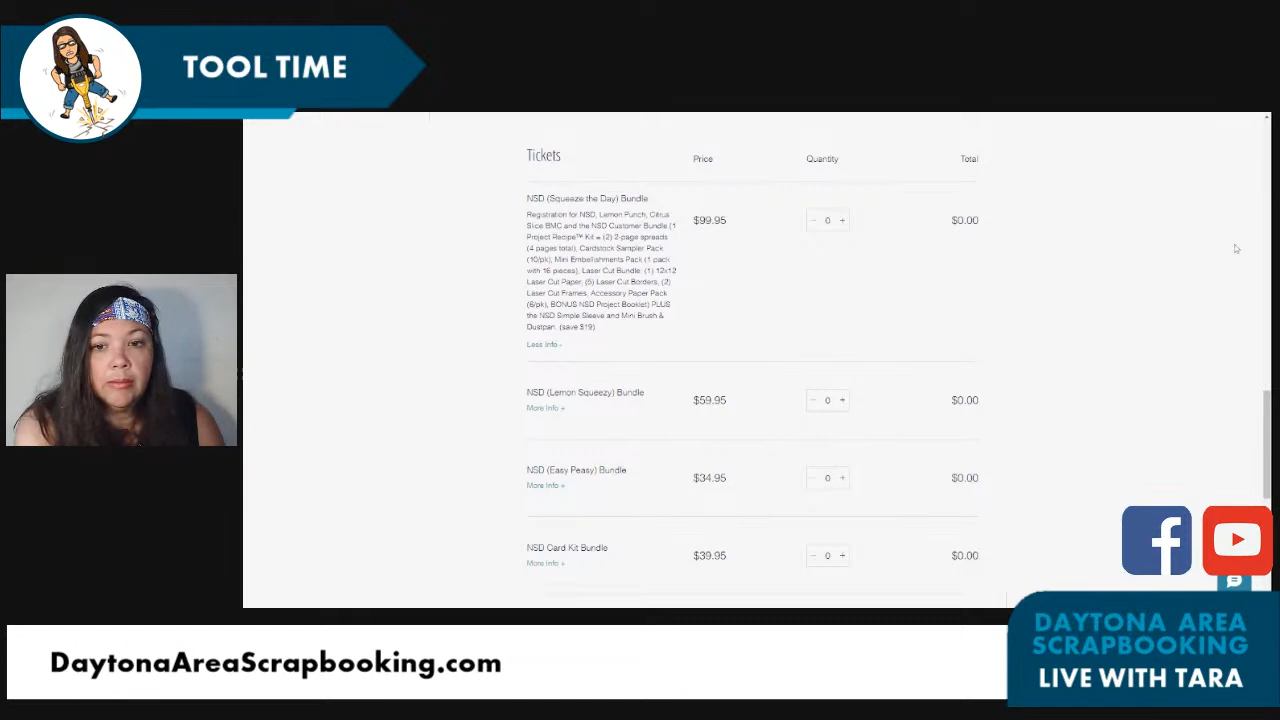 TOOL TIME
Tickets
Price
Quantity
Total
NSD (Squeeze the Day) Bundle
Registration for NSD, Lemon Punch, Citrus
Slice BMC and the NSD Customer Bundle (1
Project Recipe™ Kit = (2) 2-page spreads
(4 pages total), Cardstock Sampler Pack
(10/pk), Mini Embellishments Pack (1 pack
with 16 pieces), Laser Cut Bundle: (1) 12x12
Laser Cut Paper, (5) Laser Cut Borders, (2)
Laser Cut Frames, Accessory Paper Pack
(6/pk), BONUS NSD Project Booklet) PLUS
the NSD Simple Sleeve and Mini Brush &
Dustpan. (save $19)
Less info -
$99.95
− 0 +
$0.00
NSD (Lemon Squeezy) Bundle
More Info +
$59.95
− 0 +
$0.00
NSD (Easy Peasy) Bundle
More Info +
$34.95
− 0 +
$0.00
NSD Card Kit Bundle
More Info +
$39.95
− 0 +
$0.00
DaytonaAreaScrapbooking.com
DAYTONA AREA
SCRAPBOOKING
LIVE WITH TARA